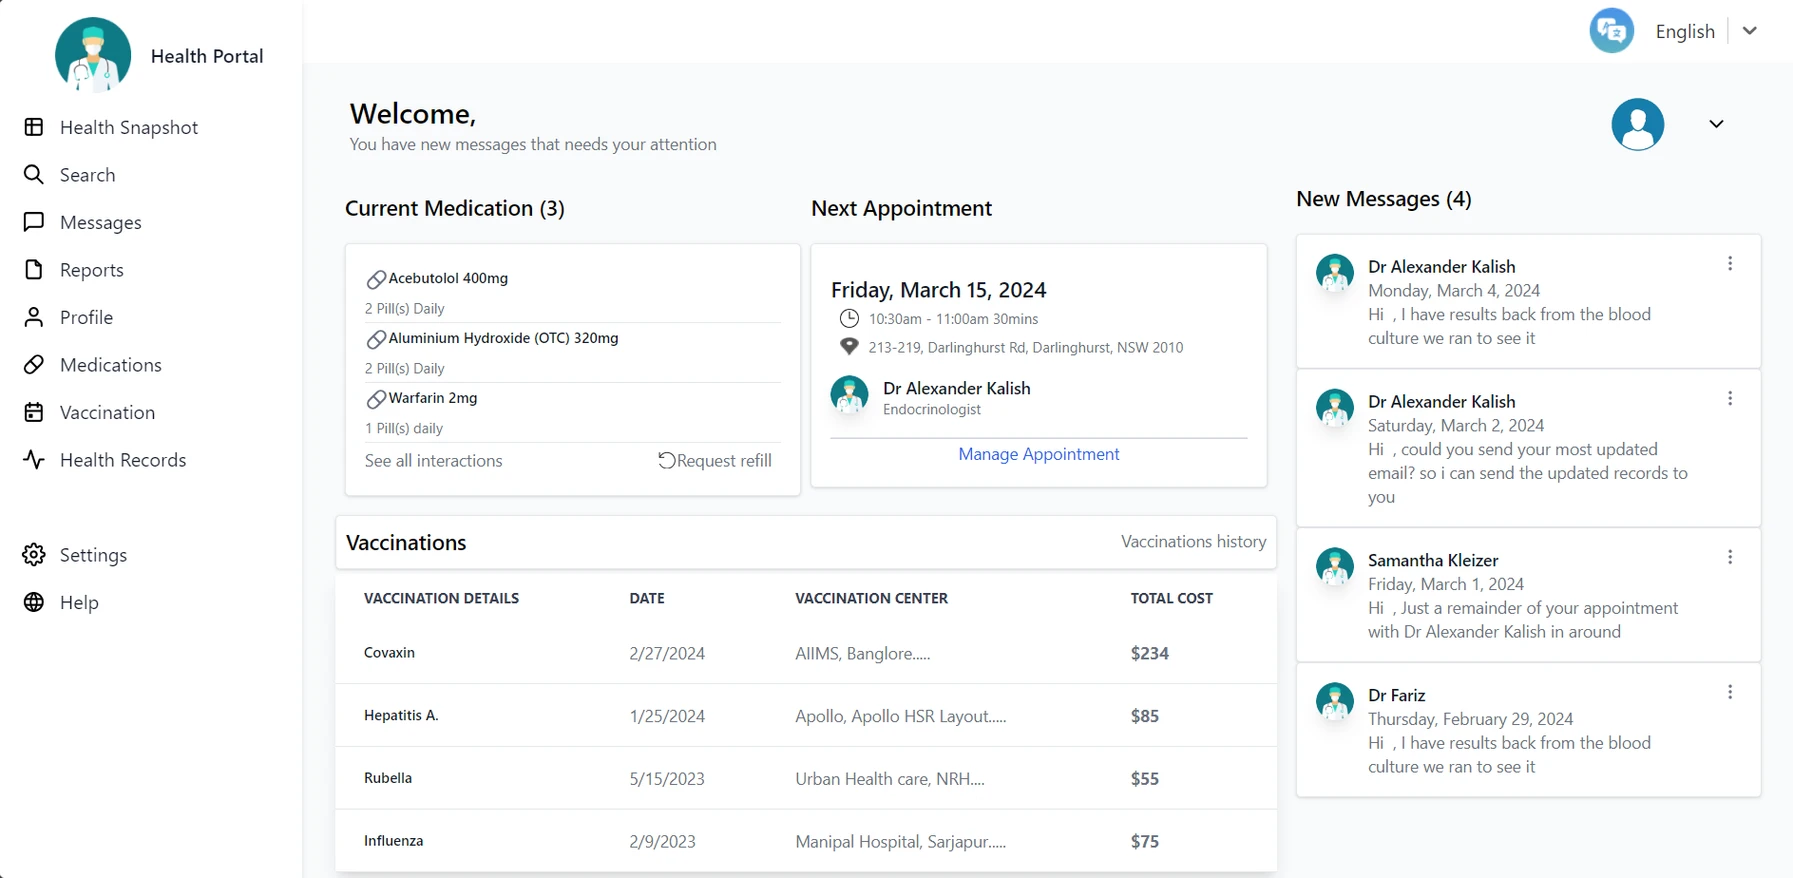 Health Portal
Health Snapshot
Search
Messages
Reports
Profile
Medications
Vaccination
Health Records
Settings
Help
English
Welcome,
You have new messages that needs your attention
Current Medication (3)
Acebutolol 400mg
2 Pill(s) Daily
Aluminium Hydroxide (OTC) 320mg
2 Pill(s) Daily
Warfarin 2mg
1 Pill(s) daily
See all interactions Request refill
Next Appointment
Friday, March 15, 2024
10:30am - 11:00am 30mins
213-219, Darlinghurst Rd, Darlinghurst, NSW 2010
Dr Alexander Kalish
Endocrinologist
Manage Appointment
Vaccinations Vaccinations history
VACCINATION DETAILS DATE VACCINATION CENTER TOTAL COST
Covaxin 2/27/2024 AIIMS, Banglore..... $234
Hepatitis A. 1/25/2024 Apollo, Apollo HSR Layout..... $85
Rubella 5/15/2023 Urban Health care, NRH.... $55
Influenza 2/9/2023 Manipal Hospital, Sarjapur..... $75
New Messages (4)
Dr Alexander Kalish
Monday, March 4, 2024
Hi , I have results back from the blood
culture we ran to see it
Dr Alexander Kalish
Saturday, March 2, 2024
Hi , could you send your most updated
email? so i can send the updated records to
you
Samantha Kleizer
Friday, March 1, 2024
Hi , Just a remainder of your appointment
with Dr Alexander Kalish in around
Dr Fariz
Thursday, February 29, 2024
Hi , I have results back from the blood
culture we ran to see it